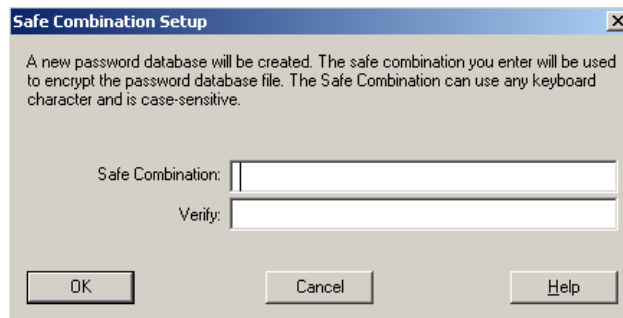 Safe Combination Setup
A new password database will be created. The safe combination you enter will be used
to encrypt the password database file. The Safe Combination can use any keyboard
character and is case-sensitive.
Safe Combination:
Verify:
OK Cancel Help